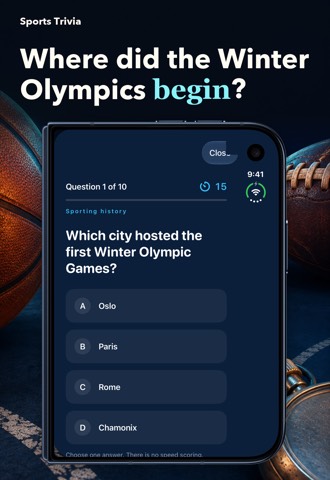 Sports Trivia
Where did the Winter
Olympics begin?
9:41
Question 1 of 10
15
Sporting history
Which city hosted the
first Winter Olympic
Games?
A Oslo
B Paris
C Rome
D Chamonix
Choose one answer. There is no speed scoring.